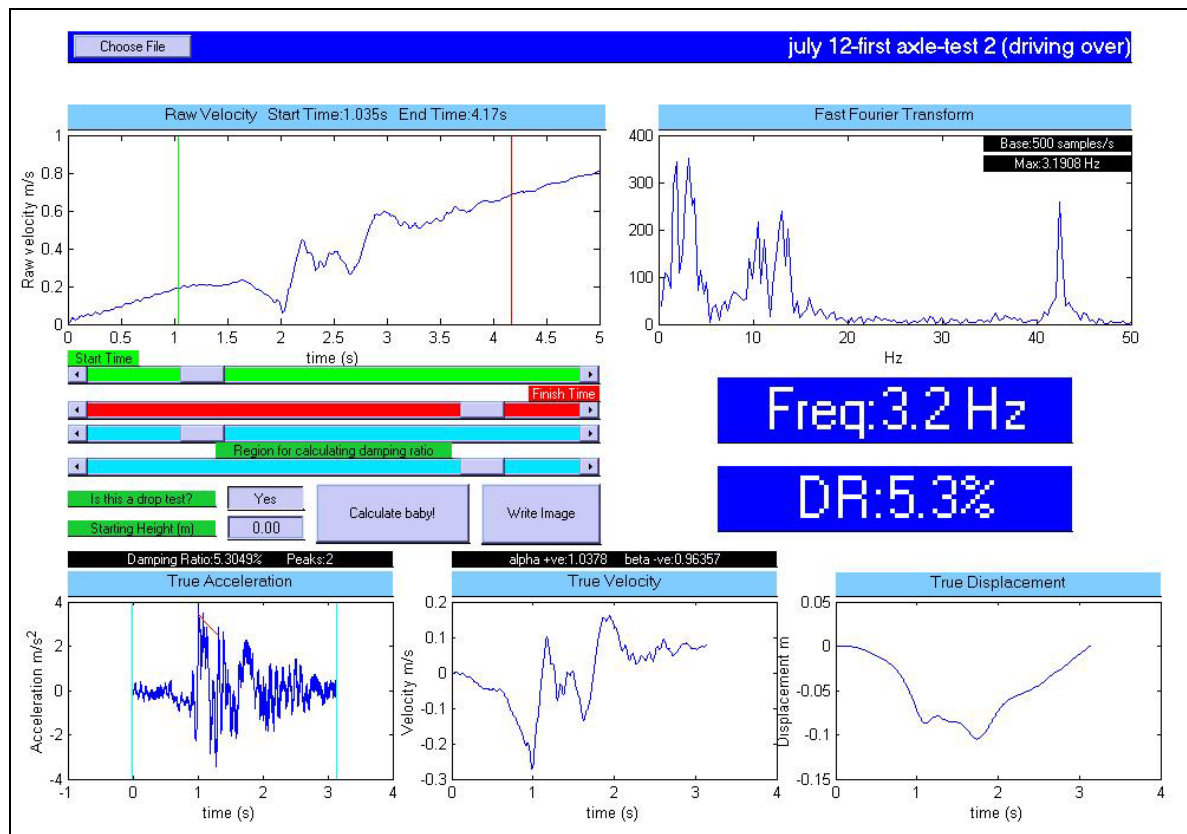 Choose File
july 12-first axle-test 2 (driving over)
Raw Velocity Start Time:1.035s End Time:4.17s
Raw velocity m/s
1
0.8
0.6
0.4
0.2
0
0 0.5 1 1.5 2 2.5 3 3.5 4 4.5 5
time (s)
Fast Fourier Transform
Base:500 samples/s
Max:3.1908 Hz
400
300
200
100
0
0 10 20 30 40 50
Hz
Start Time
Finish Time
Region for calculating damping ratio
Is this a drop test?
Yes
Starting Height (m)
0.00
Calculate baby!
Write Image
Freq:3.2 Hz
DR:5.3%
Damping Ratio:5.3049% Peaks:2
True Acceleration
Acceleration m/s²
4
2
0
-2
-4
-1 0 1 2 3 4
time (s)
alpha +ve:1.0378 beta -ve:0.96357
True Velocity
Velocity m/s
0.2
0.1
0
-0.1
-0.2
-0.3
0 1 2 3 4
time (s)
True Displacement
Displacement m
0.05
0
-0.05
-0.1
-0.15
0 1 2 3 4
time (s)